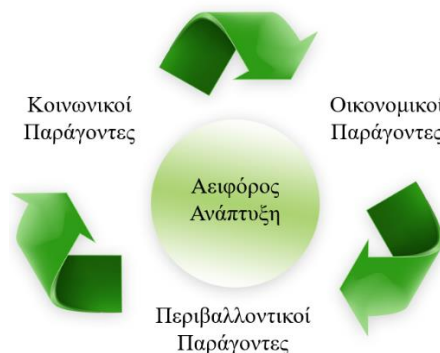 Κοινωνικοί
Παράγοντες
Οικονομικοί
Παράγοντες
Αειφόρος
Ανάπτυξη
Περιβαλλοντικοί
Παράγοντες